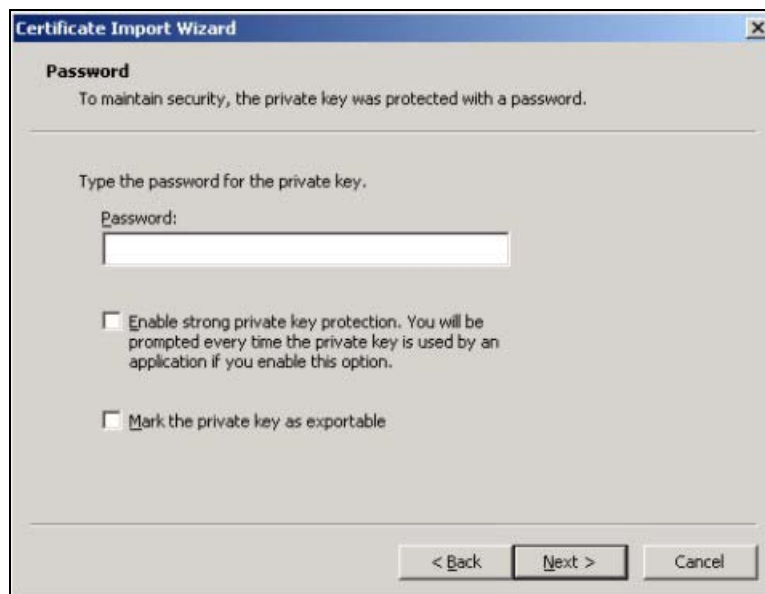 Certificate Import Wizard
Password
To maintain security, the private key was protected with a password.
Type the password for the private key.
Password:
Enable strong private key protection. You will
be prompted every time the private key is used by an
application if you enable this option.
Mark the private key as exportable
< Back
Next >
Cancel